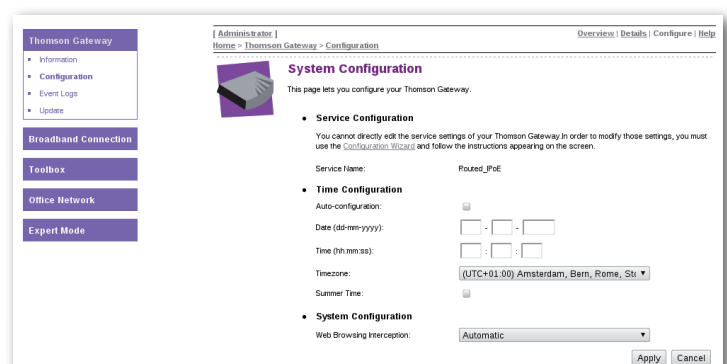 Thomson Gateway
Information
Configuration
Event Logs
Update
Broadband Connection
Toolbox
Office Network
Expert Mode
[ Administrator ]
Overview | Details | Configure | Help
Home > Thomson Gateway > Configuration
System Configuration
This page lets you configure your Thomson Gateway.
Service Configuration
You cannot directly edit the service settings of your Thomson Gateway.In order to modify those settings, you must
use the Configuration Wizard and follow the instructions appearing on the screen.
Service Name: Routed_IPoE
Time Configuration
Auto-configuration:
Date (dd-mm-yyyy): - -
Time (hh:mm:ss): : :
Timezone: (UTC+01:00) Amsterdam, Bern, Rome, Sto
Summer Time:
System Configuration
Web Browsing Interception: Automatic
Apply Cancel